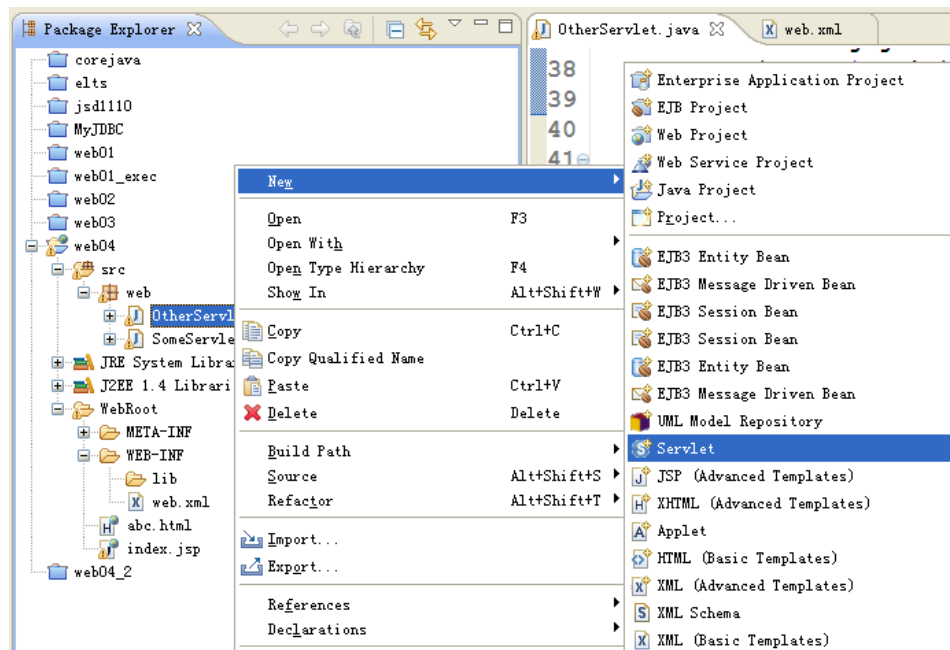 Package Explorer
OtherServlet.java
web.xml
corejava
elts
jsd1110
MyJDBC
web01
web01_exec
web02
web03
web04
src
web
OtherServl
SomeServle
JRE System Libra
J2EE 1.4 Librari
WebRoot
META-INF
WEB-INF
lib
web.xml
abc.html
index.jsp
web04_2
38
39
40
41
New
Open F3
Open With
Open Type Hierarchy F4
Show In Alt+Shift+W
Copy Ctrl+C
Copy Qualified Name
Paste Ctrl+V
Delete Delete
Build Path
Source Alt+Shift+S
Refactor Alt+Shift+T
Import...
Export...
References
Declarations
Enterprise Application Project
EJB Project
Web Project
Web Service Project
Java Project
Project...
EJB3 Entity Bean
EJB3 Message Driven Bean
EJB3 Session Bean
EJB3 Session Bean
EJB3 Entity Bean
EJB3 Message Driven Bean
UML Model Repository
Servlet
JSP (Advanced Templates)
XHTML (Advanced Templates)
Applet
HTML (Basic Templates)
XML (Advanced Templates)
XML Schema
XML (Basic Templates)